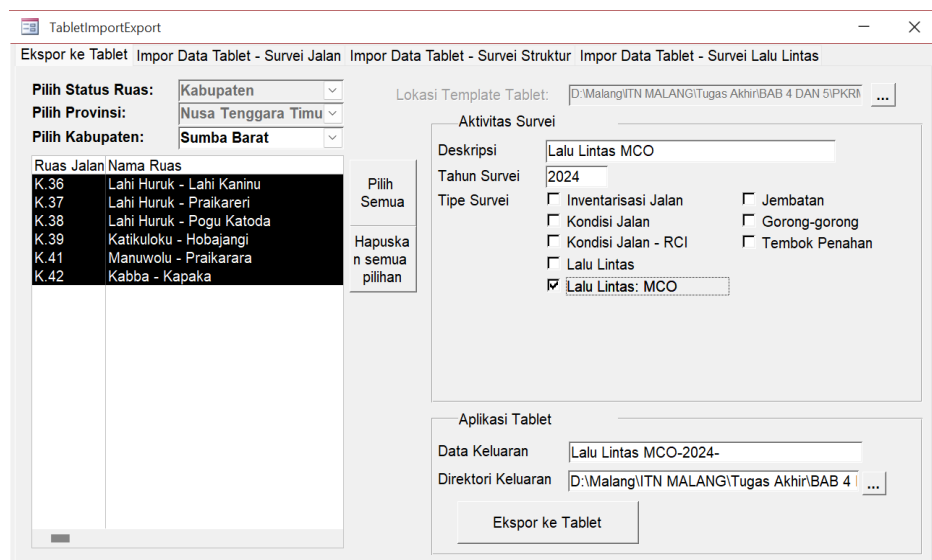 TabletImportExport
Ekspor ke Tablet Impor Data Tablet - Survei Jalan Impor Data Tablet - Survei Struktur Impor Data Tablet - Survei Lalu Lintas
Pilih Status Ruas: Kabupaten
Pilih Provinsi: Nusa Tenggara Timu
Pilih Kabupaten: Sumba Barat
Ruas Jalan Nama Ruas
K.36 Lahi Huruk - Lahi Kaninu
K.37 Lahi Huruk - Praikareri
K.38 Lahi Huruk - Pogu Katoda
K.39 Katikuloku - Hobajangi
K.41 Manuwolu - Praikarara
K.42 Kabba - Kapaka
Pilih
Semua
Hapuska
n semua
pilihan
Lokasi Template Tablet: D:\Malang\ITN MALANG\Tugas Akhir\BAB 4 DAN 5\PKRM ...
Aktivitas Survei
Deskripsi Lalu Lintas MCO
Tahun Survei 2024
Tipe Survei Inventarisasi Jalan Jembatan
Kondisi Jalan Gorong-gorong
Kondisi Jalan - RCI Tembok Penahan
Lalu Lintas
Lalu Lintas: MCO
Aplikasi Tablet
Data Keluaran Lalu Lintas MCO-2024-
Direktori Keluaran D:\Malang\ITN MALANG\Tugas Akhir\BAB 4 ...
Ekspor ke Tablet